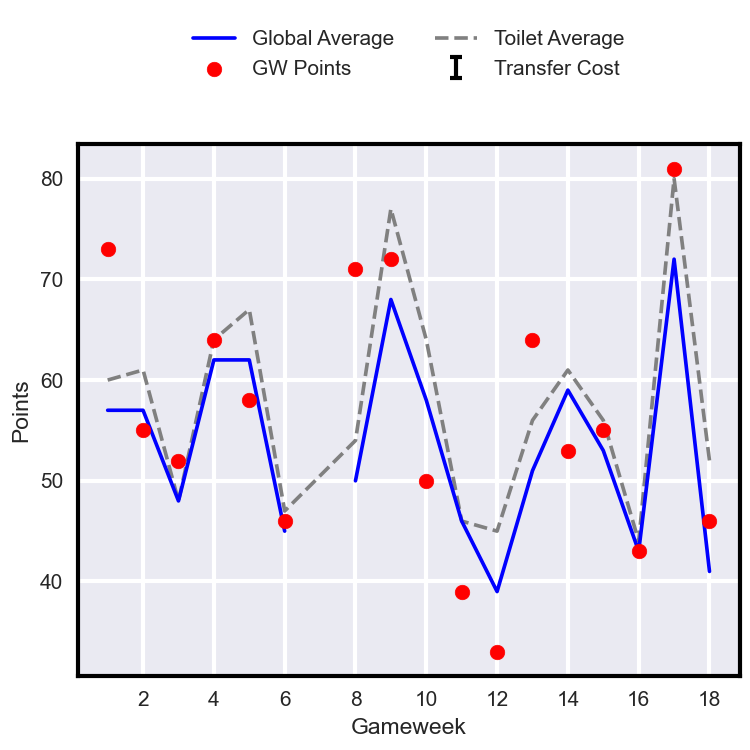 Global Average Toilet Average
GW Points Transfer Cost
80
70
60
50
40
Points
2 4 6 8 10 12 14 16 18
Gameweek